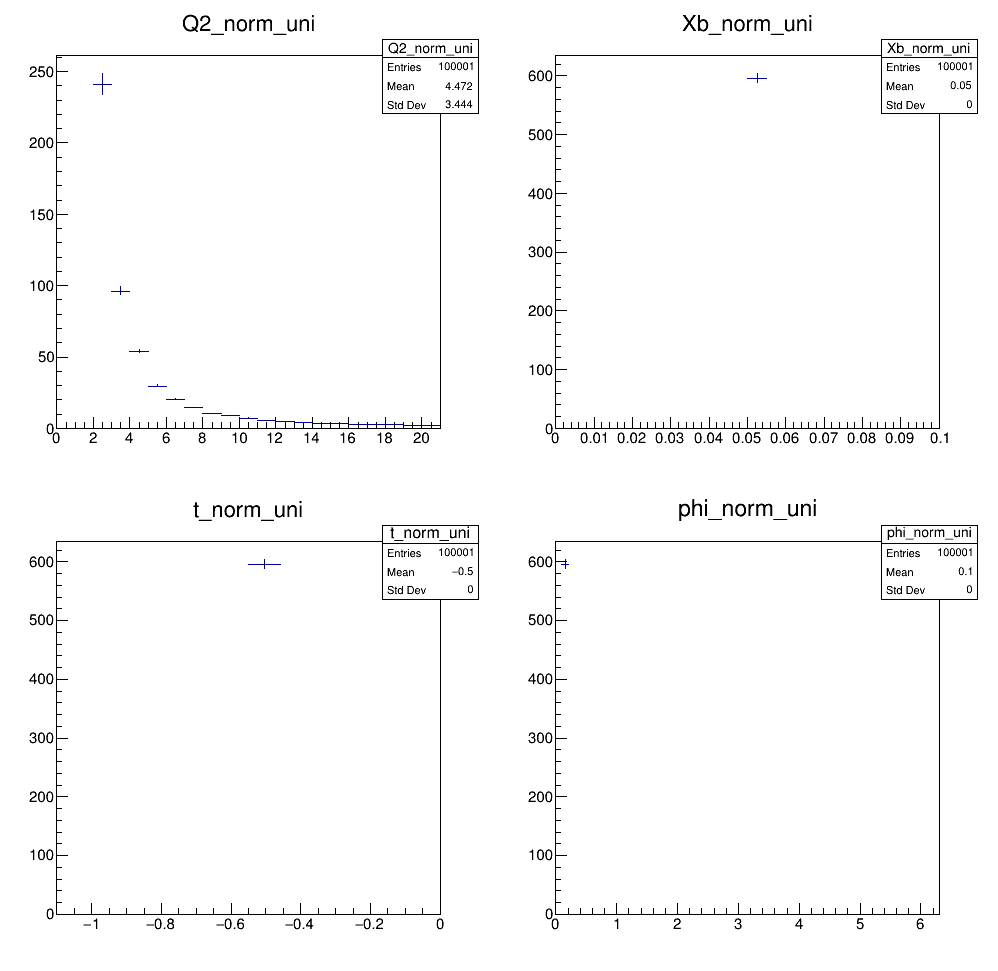 Q2_norm_uni
Q2_norm_uni
Entries 100001
Mean 4.472
Std Dev 3.444
250
200
150
100
50
0
0 2 4 6 8 10 12 14 16 18 20
Xb_norm_uni
Xb_norm_uni
Entries 100001
Mean 0.05
Std Dev 0
600
500
400
300
200
100
0
0 0.01 0.02 0.03 0.04 0.05 0.06 0.07 0.08 0.09 0.1
t_norm_uni
t_norm_uni
Entries 100001
Mean −0.5
Std Dev 0
600
500
400
300
200
100
0
−1 −0.8 −0.6 −0.4 −0.2 0
phi_norm_uni
phi_norm_uni
Entries 100001
Mean 0.1
Std Dev 0
600
500
400
300
200
100
0
0 1 2 3 4 5 6